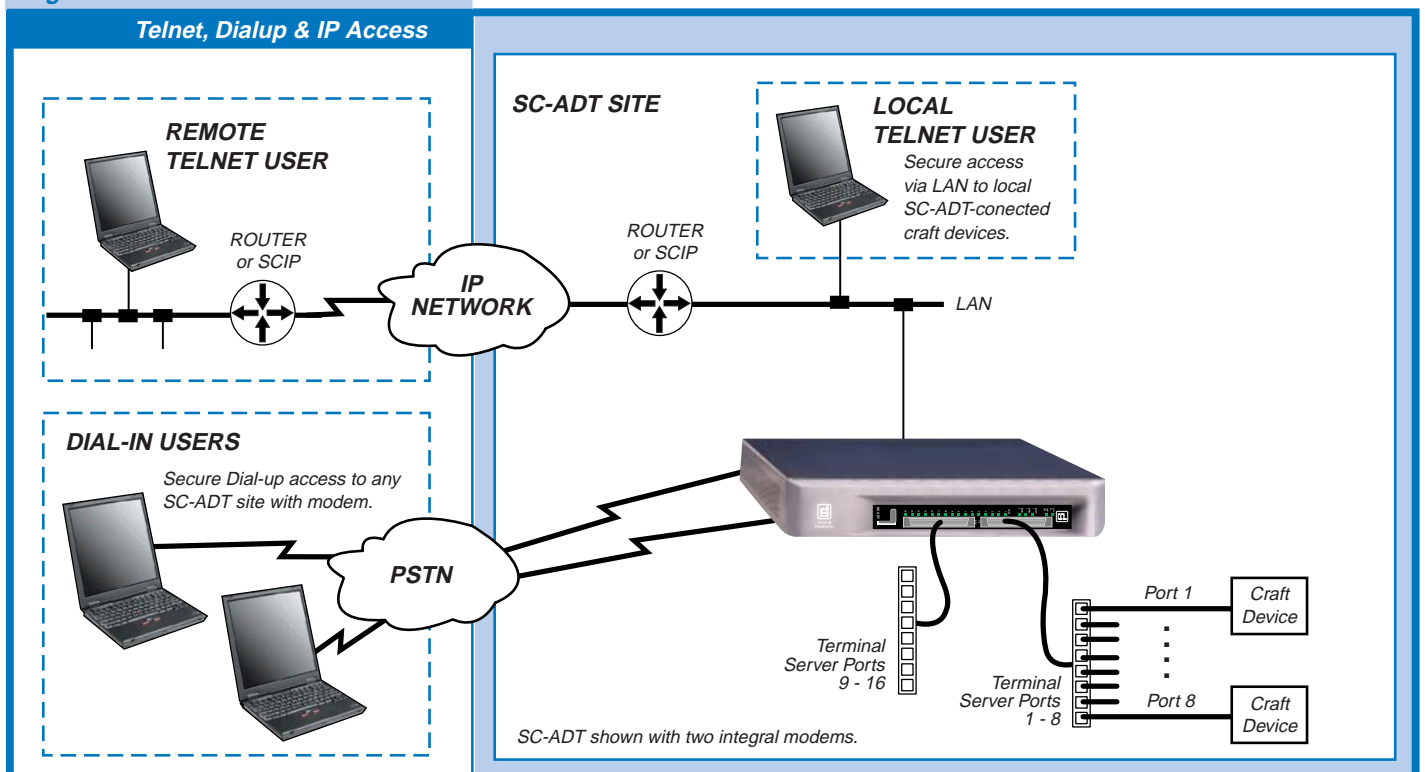 Telnet, Dialup & IP Access
REMOTE
TELNET USER
ROUTER
or SCIP
IP
NETWORK
SC-ADT SITE
LOCAL
TELNET USER
Secure access
via LAN to local
SC-ADT-conected
craft devices.
ROUTER
or SCIP
LAN
DIAL-IN USERS
Secure Dial-up access to any
SC-ADT site with modem.
PSTN
Terminal
Server Ports
9 - 16
Terminal
Server Ports
1 - 8
Port 1
Craft
Device
Port 8
Craft
Device
SC-ADT shown with two integral modems.